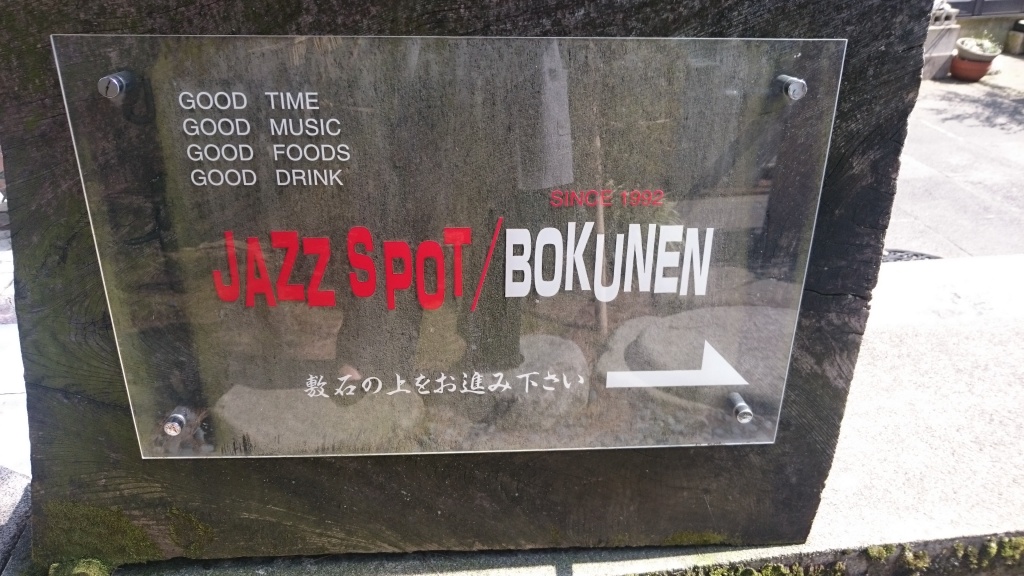 GOOD TIME
GOOD MUSIC
GOOD FOODS
GOOD DRINK
SINCE 1992
JAZZ SPOT/BOKUNEN
敷石の上をお進み下さい